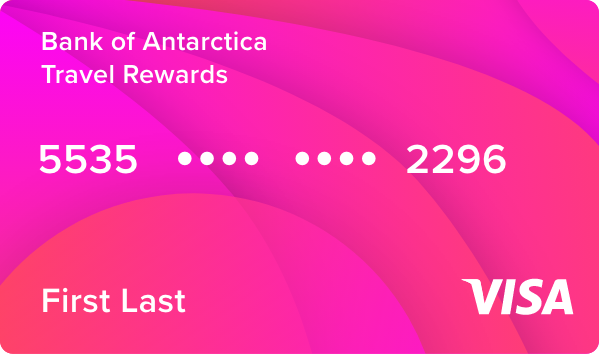 Bank of Antarctica
Travel Rewards
5535 •••• •••• 2296
First Last
VISA